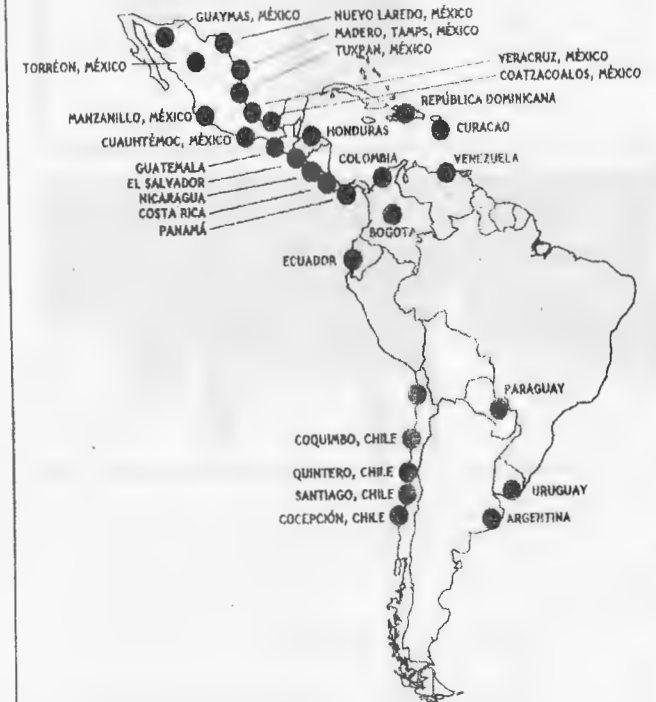 GUAYMAS, MÉXICO
NUEVO LAREDO, MÉXICO
MADERO, TAMPS, MÉXICO
TUXPAN, MÉXICO
TORRÉON, MÉXICO
VERACRUZ, MÉXICO
COATZACOALOS, MÉXICO
MANZANILLO, MÉXICO
REPÚBLICA DOMINICANA
CUAUHTÉMOC, MÉXICO
HONDURAS
CURACAO
GUATEMALA
COLOMBIA
VENEZUELA
EL SALVADOR
NICARAGUA
COSTA RICA
PANAMÁ
BOGOTA
ECUADOR
PARAGUAY
COQUIMBO, CHILE
QUINTERO, CHILE
SANTIAGO, CHILE
URUGUAY
COCEPCIÓN, CHILE
ARGENTINA